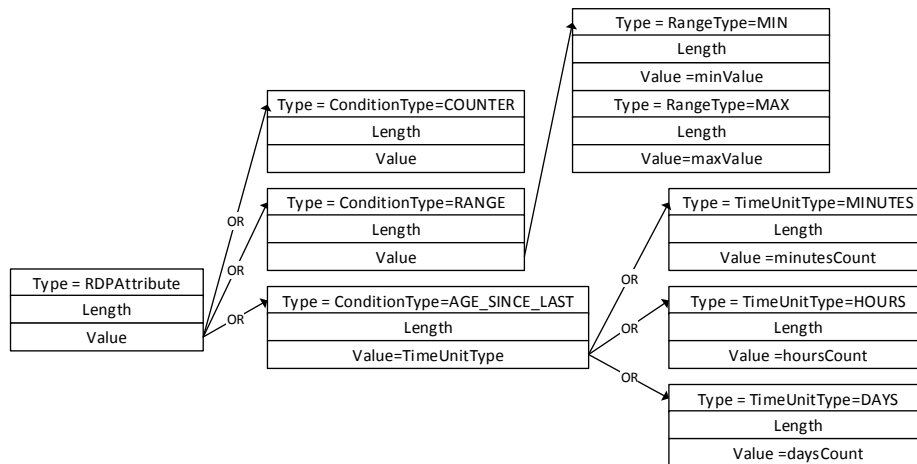 Type = RangeType=MIN
Length
Value =minValue
Type = RangeType=MAX
Length
Value=maxValue
Type = ConditionType=COUNTER
Length
Value
OR
Type = ConditionType=RANGE
Length
Value
OR
Type = RDPAttribute
Length
Value
OR
Type = ConditionType=AGE_SINCE_LAST
Length
Value=TimeUnitType
OR
Type = TimeUnitType=MINUTES
Length
Value =minutesCount
OR
Type = TimeUnitType=HOURS
Length
Value =hoursCount
OR
Type = TimeUnitType=DAYS
Length
Value =daysCount